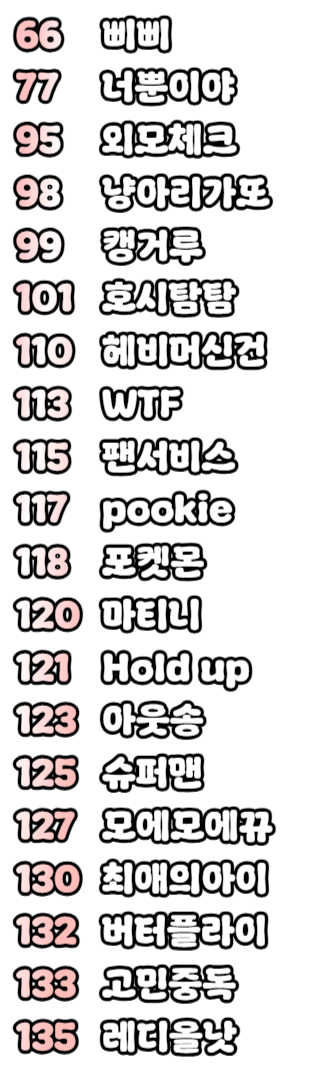 66 삐삐
77 너뿐이야
95 외모체크
98 냥아리가또
99 캥거루
101 호시탐탐
110 헤비머신건
113 WTF
115 팬서비스
117 pookie
118 포켓몬
120 마티니
121 Hold up
123 아웃송
125 슈퍼맨
127 모에모에뀨
130 최애의아이
132 버터플라이
133 고민중독
135 레디올낫